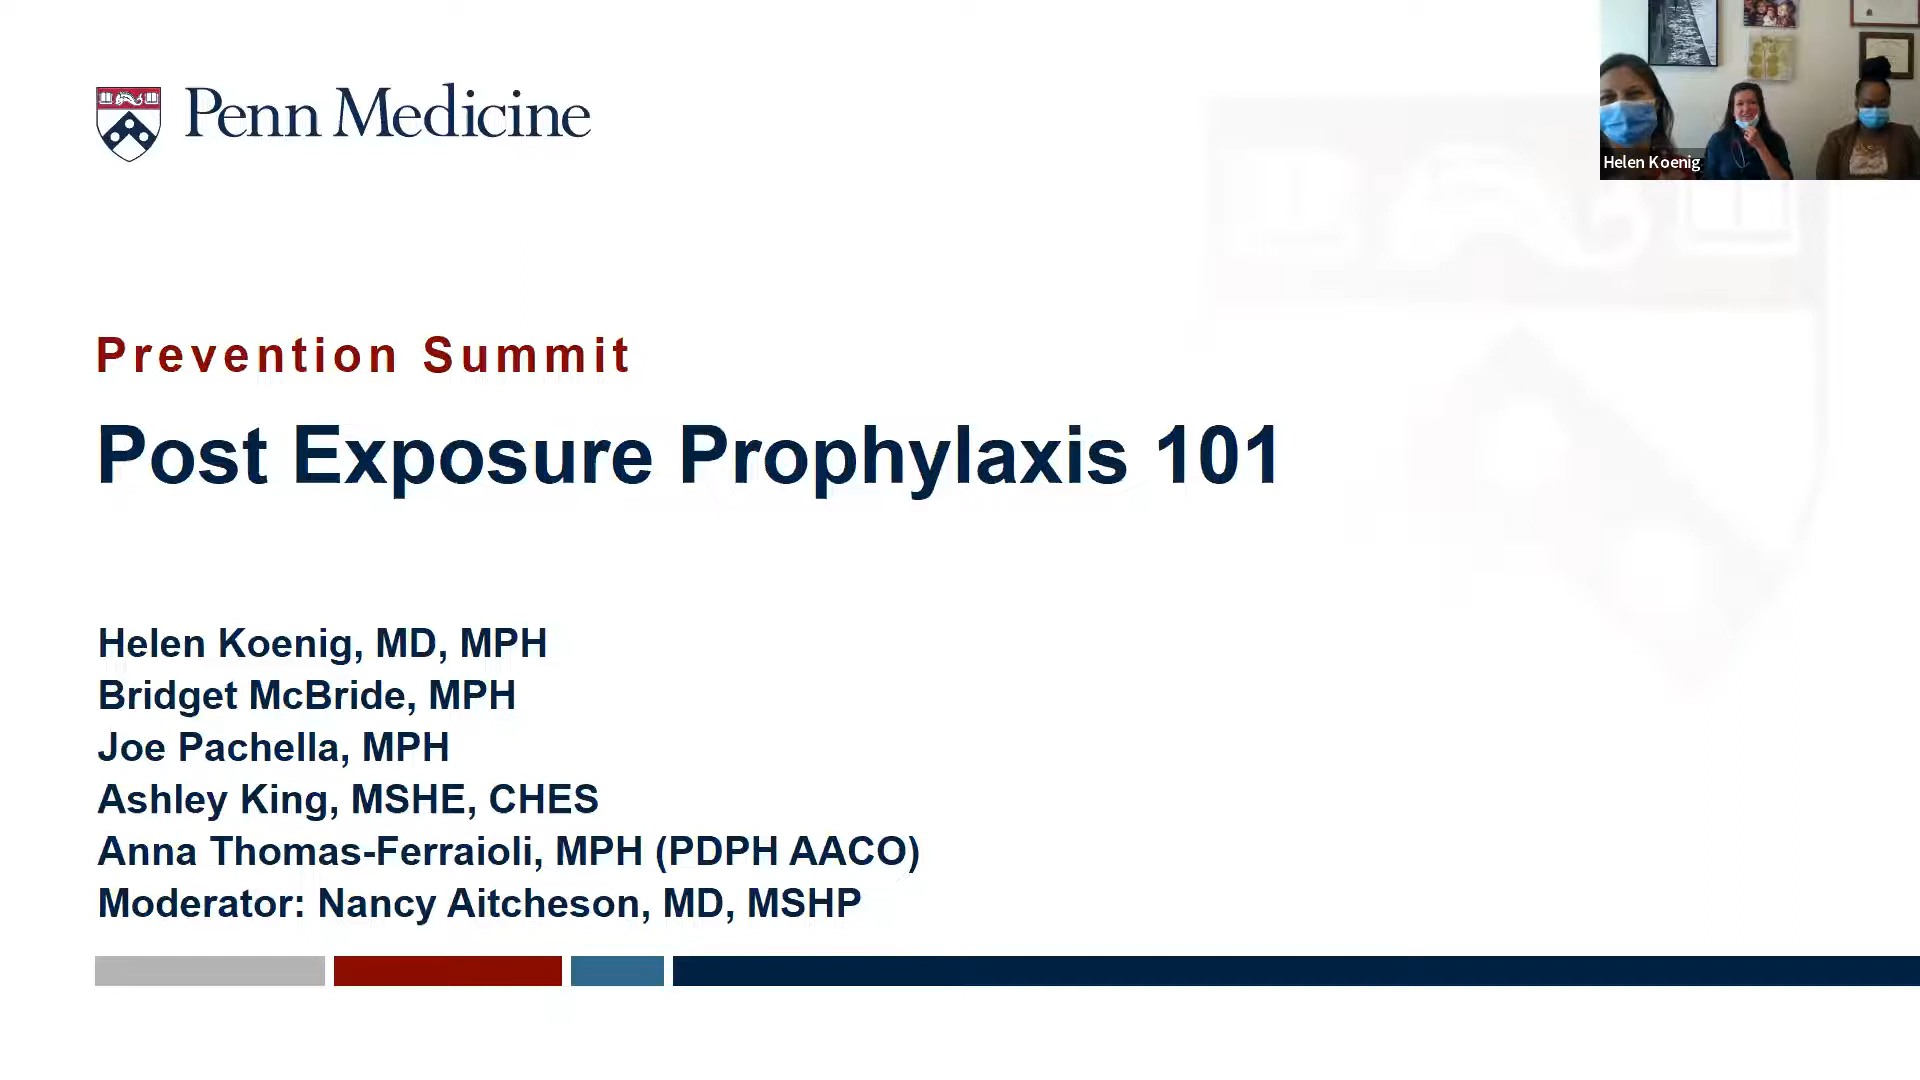 Penn Medicine
Helen Koenig
Prevention Summit
Post Exposure Prophylaxis 101
Helen Koenig, MD, MPH
Bridget McBride, MPH
Joe Pachella, MPH
Ashley King, MSHE, CHES
Anna Thomas-Ferraioli, MPH (PDPH AACO)
Moderator: Nancy Aitcheson, MD, MSHP